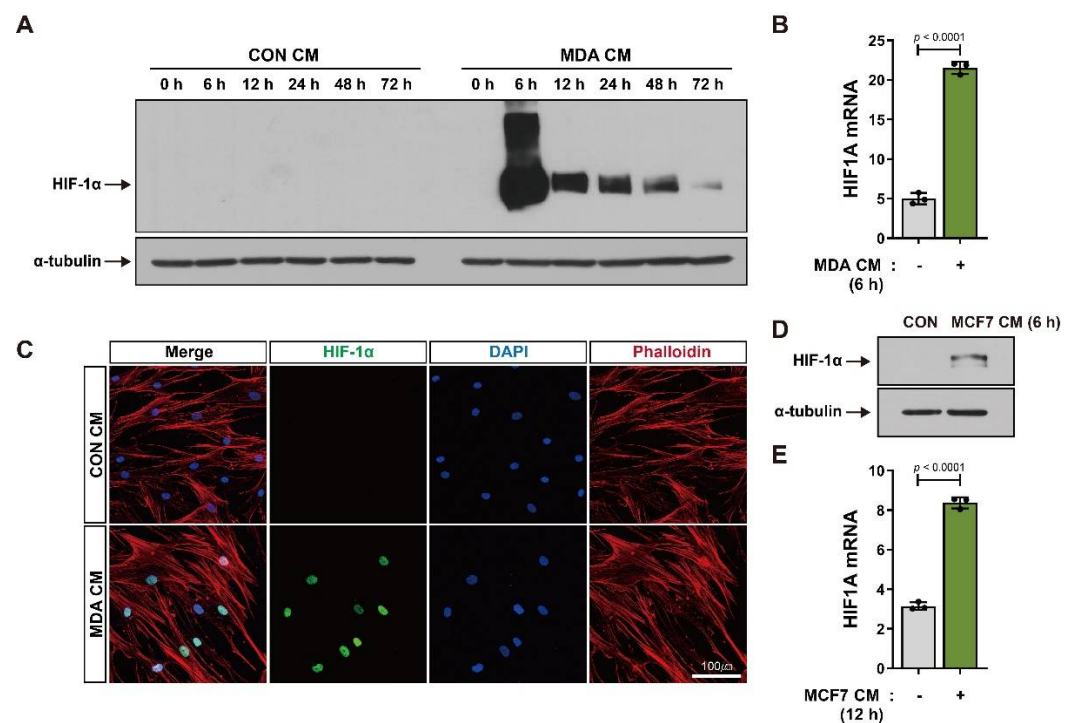 A
CON CM
MDA CM
0 h 6 h 12 h 24 h 48 h 72 h
0 h 6 h 12 h 24 h 48 h 72 h
HIF-1α
α-tubulin
B
p < 0.0001
HIF1A mRNA
25
20
15
10
5
0
MDA CM : - +
(6 h)
C
Merge
HIF-1α
DAPI
Phalloidin
CON CM
MDA CM
100㎛
D
CON MCF7 CM (6 h)
HIF-1α
α-tubulin
E
p < 0.0001
HIF1A mRNA
10
8
6
4
2
0
MCF7 CM : - +
(12 h)